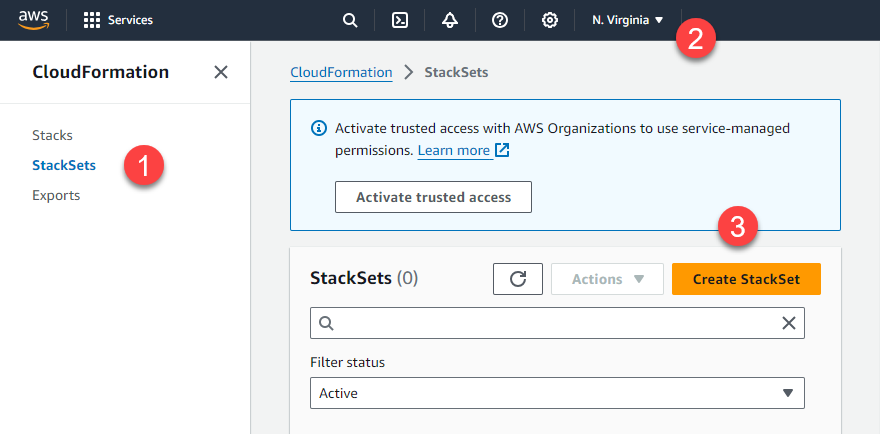 aws
Services
N. Virginia
2
CloudFormation
Stacks
StackSets
1
Exports
CloudFormation > StackSets
Activate trusted access with AWS Organizations to use service-managed
permissions. Learn more
Activate trusted access
3
StackSets (0)
Actions
Create StackSet
Filter status
Active